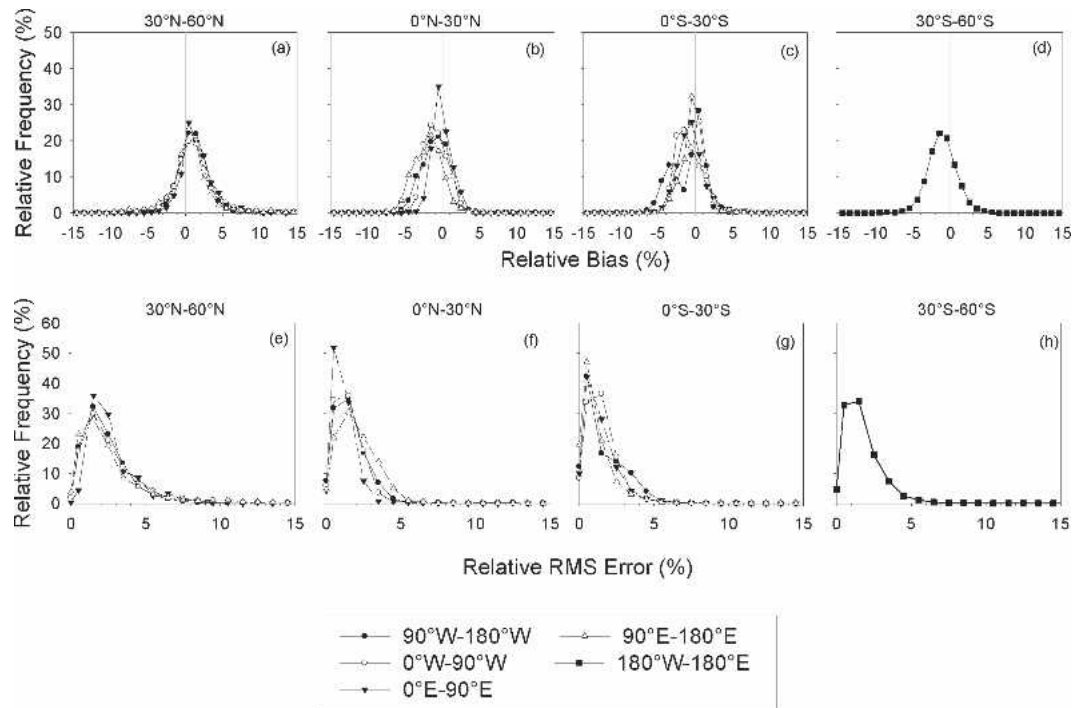 30°N-60°N 0°N-30°N 0°S-30°S 30°S-60°S
Relative Frequency (%)
50
40
30
20
10
0
(a) (b) (c) (d)
-15 -10 -5 0 5 10 15 -15 -10 -5 0 5 10 15 -15 -10 -5 0 5 10 15 -15 -10 -5 0 5 10 15
Relative Bias (%)
30°N-60°N 0°N-30°N 0°S-30°S 30°S-60°S
Relative Frequency (%)
60
50
40
30
20
10
0
(e) (f) (g) (h)
0 5 10 15 0 5 10 15 0 5 10 15 0 5 10 15
Relative RMS Error (%)
90°W-180°W 90°E-180°E
0°W-90°W 180°W-180°E
0°E-90°E